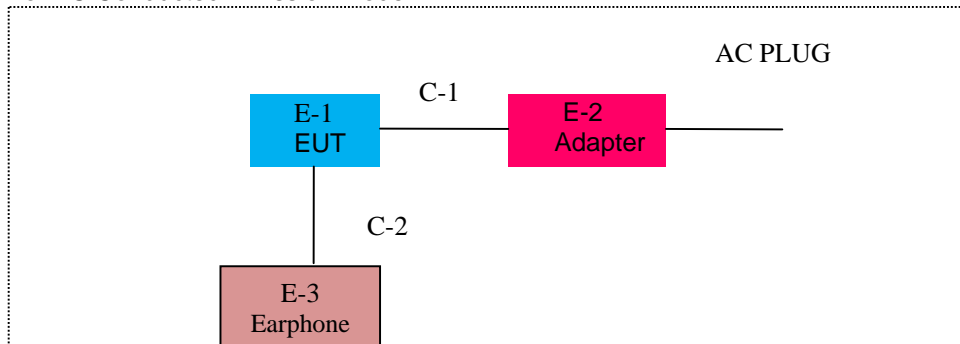 AC PLUG
C-1
E-1
EUT
E-2
Adapter
C-2
E-3
Earphone